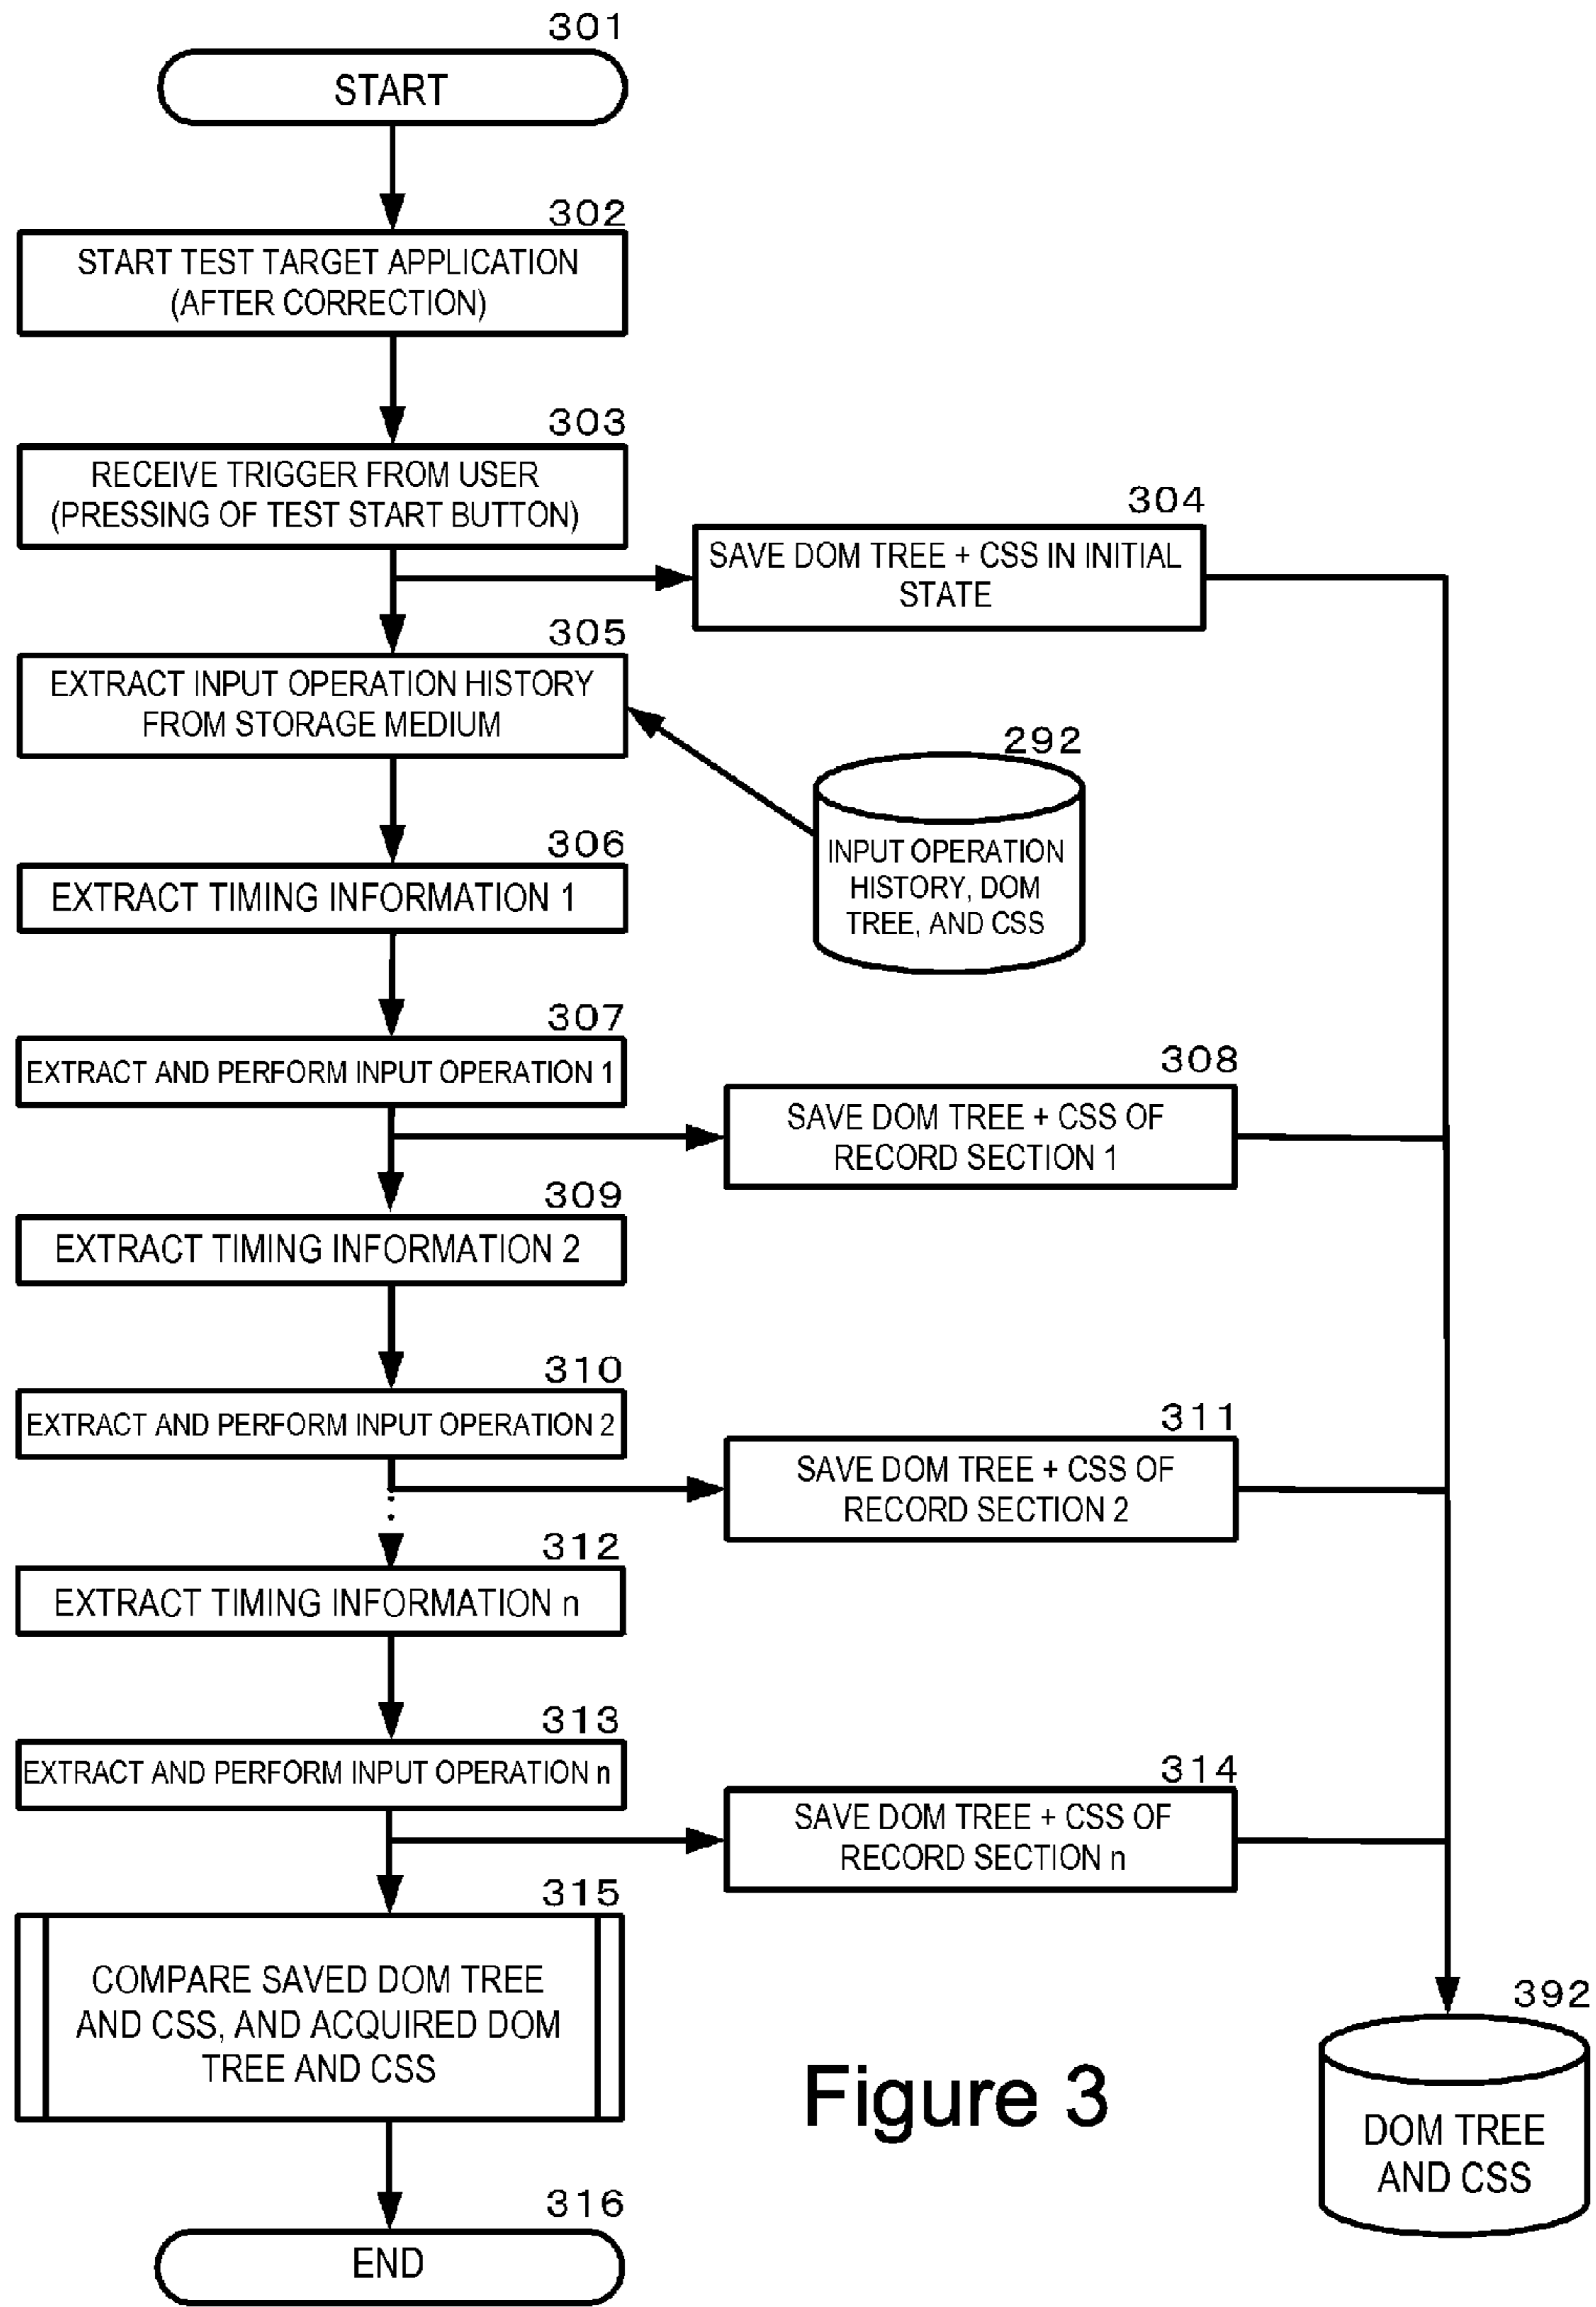 301
START
302
START TEST TARGET APPLICATION
(AFTER CORRECTION)
303
RECEIVE TRIGGER FROM USER
(PRESSING OF TEST START BUTTON)
304
SAVE DOM TREE + CSS IN INITIAL
STATE
305
EXTRACT INPUT OPERATION HISTORY
FROM STORAGE MEDIUM
292
INPUT OPERATION
HISTORY, DOM
TREE, AND CSS
306
EXTRACT TIMING INFORMATION 1
307
EXTRACT AND PERFORM INPUT OPERATION 1
308
SAVE DOM TREE + CSS OF
RECORD SECTION 1
309
EXTRACT TIMING INFORMATION 2
310
EXTRACT AND PERFORM INPUT OPERATION 2
311
SAVE DOM TREE + CSS OF
RECORD SECTION 2
312
EXTRACT TIMING INFORMATION n
313
EXTRACT AND PERFORM INPUT OPERATION n
314
SAVE DOM TREE + CSS OF
RECORD SECTION n
315
COMPARE SAVED DOM TREE
AND CSS, AND ACQUIRED DOM
TREE AND CSS
392
DOM TREE
AND CSS
Figure 3
316
END